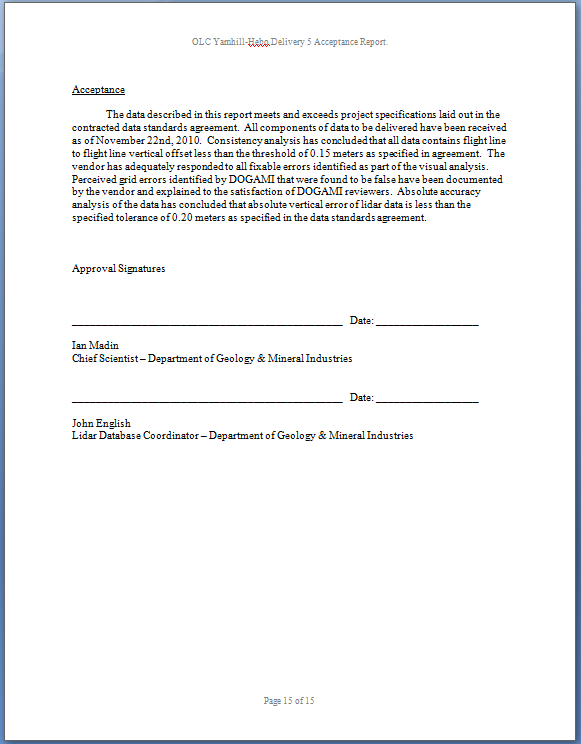 OLC Yamhill-Hebo Delivery 5 Acceptance Report.
Acceptance
The data described in this report meets and exceeds project specifications laid out in the
contracted data standards agreement. All components of data to be delivered have been received
as of November 22nd, 2010. Consistency analysis has concluded that all data contains flight line
to flight line vertical offset less than the threshold of 0.15 meters as specified in agreement. The
vendor has adequately responded to all fixable errors identified as part of the visual analysis.
Perceived grid errors identified by DOGAMI that were found to be false have been documented
by the vendor and explained to the satisfaction of DOGAMI reviewers. Absolute accuracy
analysis of the data has concluded that absolute vertical error of lidar data is less than the
specified tolerance of 0.20 meters as specified in the data standards agreement.
Approval Signatures
Date:
Ian Madin
Chief Scientist – Department of Geology & Mineral Industries
Date:
John English
Lidar Database Coordinator – Department of Geology & Mineral Industries
Page 15 of 15